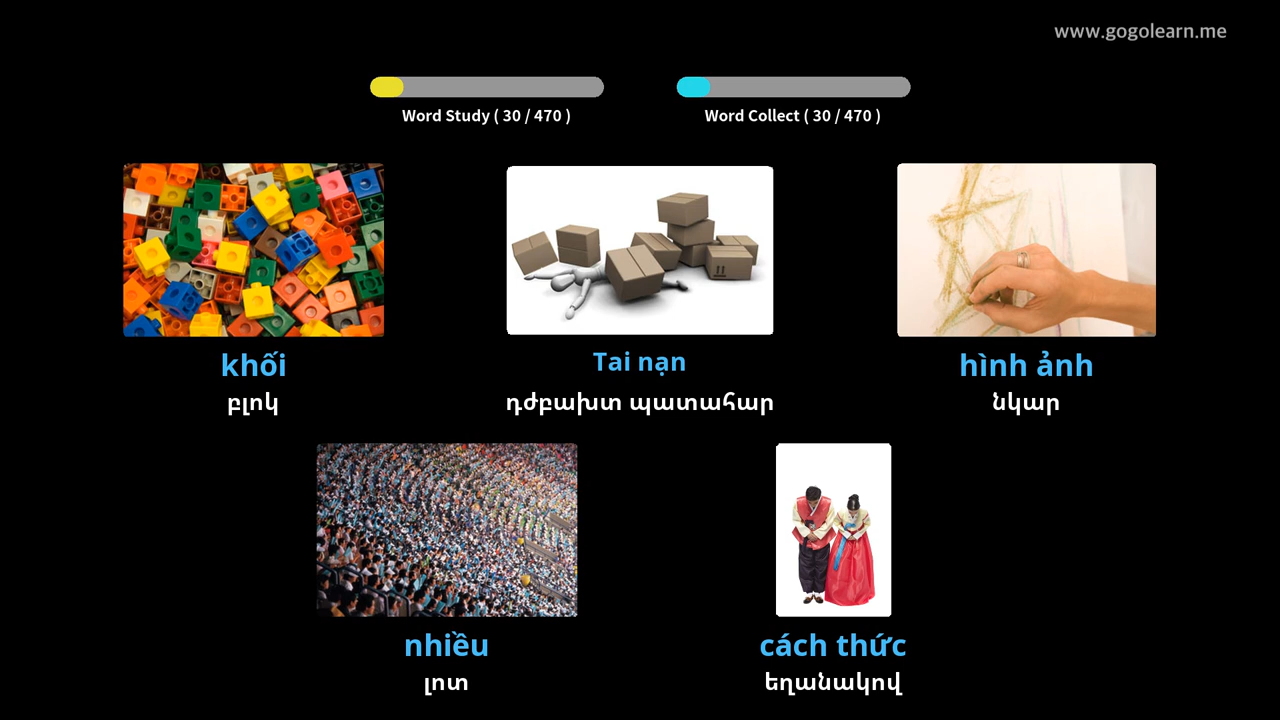 www.gogolearn.me
Word Study ( 30 / 470 )
Word Collect ( 30 / 470 )
khối
բլոկ
Tai nạn
դժբախտ պատահար
hình ảnh
նկար
nhiều
լոտ
cách thức
եղանակով